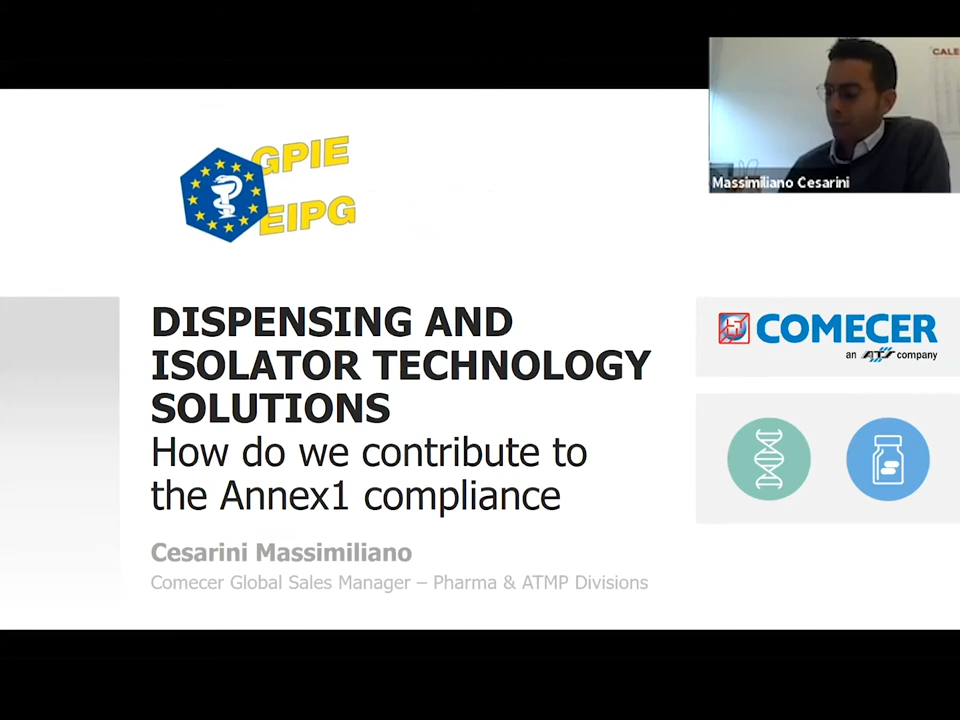 CALE
Massimiliano Cesarini
GPIE
EIPG
DISPENSING AND
ISOLATOR TECHNOLOGY
SOLUTIONS
How do we contribute to
the Annex1 compliance
Cesarini Massimiliano
Comecer Global Sales Manager – Pharma & ATMP Divisions
COMECER
an ATS company